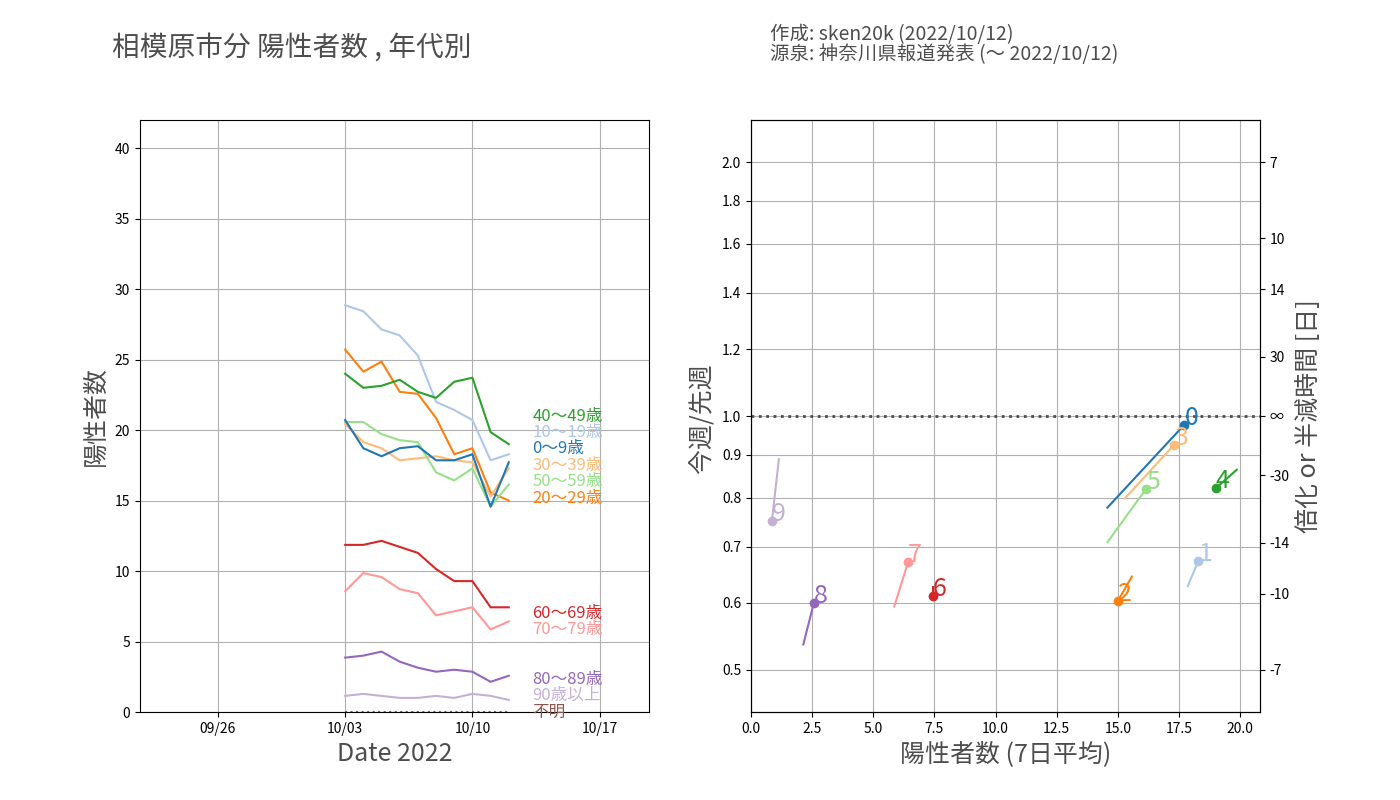 相模原市分 陽性者数 , 年代別
作成: sken20k (2022/10/12)
源泉: 神奈川県報道発表 (〜 2022/10/12)
陽性者数
40
35
30
25
20
15
10
5
0
09/26
10/03
10/10
10/17
Date 2022
40〜49歳
10〜19歳
0〜9歳
30〜39歳
50〜59歳
20〜29歳
60〜69歳
70〜79歳
80〜89歳
90歳以上
不明
今週/先週
2.0
1.8
1.6
1.4
1.2
1.0
0.9
0.8
0.7
0.6
0.5
0.0
2.5
5.0
7.5
10.0
12.5
15.0
17.5
20.0
陽性者数 (7日平均)
0
3
5
4
9
7
1
6
8
2
7
10
14
30
∞
-30
-14
-10
-7
倍化 or 半減時間 [日]